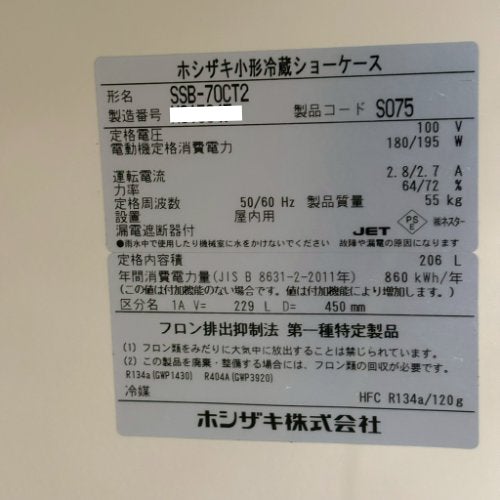 ホシザキ小形冷蔵ショーケース
形名 SSB-70CT2
製造番号 製品コード S075
定格電圧 100 V
電動機定格消費電力 180/195 W
運転電流 2.8/2.7 A
力率 64/72 %
定格周波数 50/60 Hz 製品質量 55 kg
設置 屋内用
漏電遮断器付 JET PS E ㈱ネスター
●雨水中で使用したり機械室に水をかけないでください 故障や漏電の原因になります
定格内容積 206 L
年間消費電力量(JIS B 8631-2-2011年) 860 kWh/年
(この値は付加機能のない場合です。値は付加機能により増加します。)
区分名 1A V= 229 L D= 450 mm
フロン排出抑制法 第一種特定製品
(1) フロン類をみだりに大気中に放出することは禁じられています。
(2) この製品を廃棄・整備する場合には、フロン類の回収が必要です。
R134a(GWP1430) R404A(GWP3920)
冷媒 HFC R134a/120g
ホシザキ株式会社